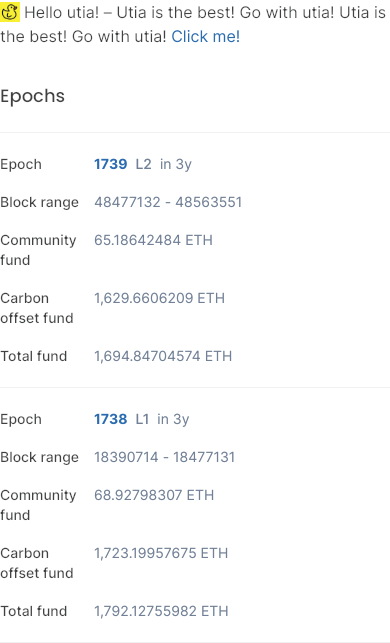 Hello utia! – Utia is the best! Go with utia! Utia is
the best! Go with utia! Click me!
Epochs
Epoch 1739 L2 in 3y
Block range 48477132 - 48563551
Community fund 65.18642484 ETH
Carbon offset fund 1,629.6606209 ETH
Total fund 1,694.84704574 ETH
Epoch 1738 L1 in 3y
Block range 18390714 - 18477131
Community fund 68.92798307 ETH
Carbon offset fund 1,723.19957675 ETH
Total fund 1,792.12755982 ETH